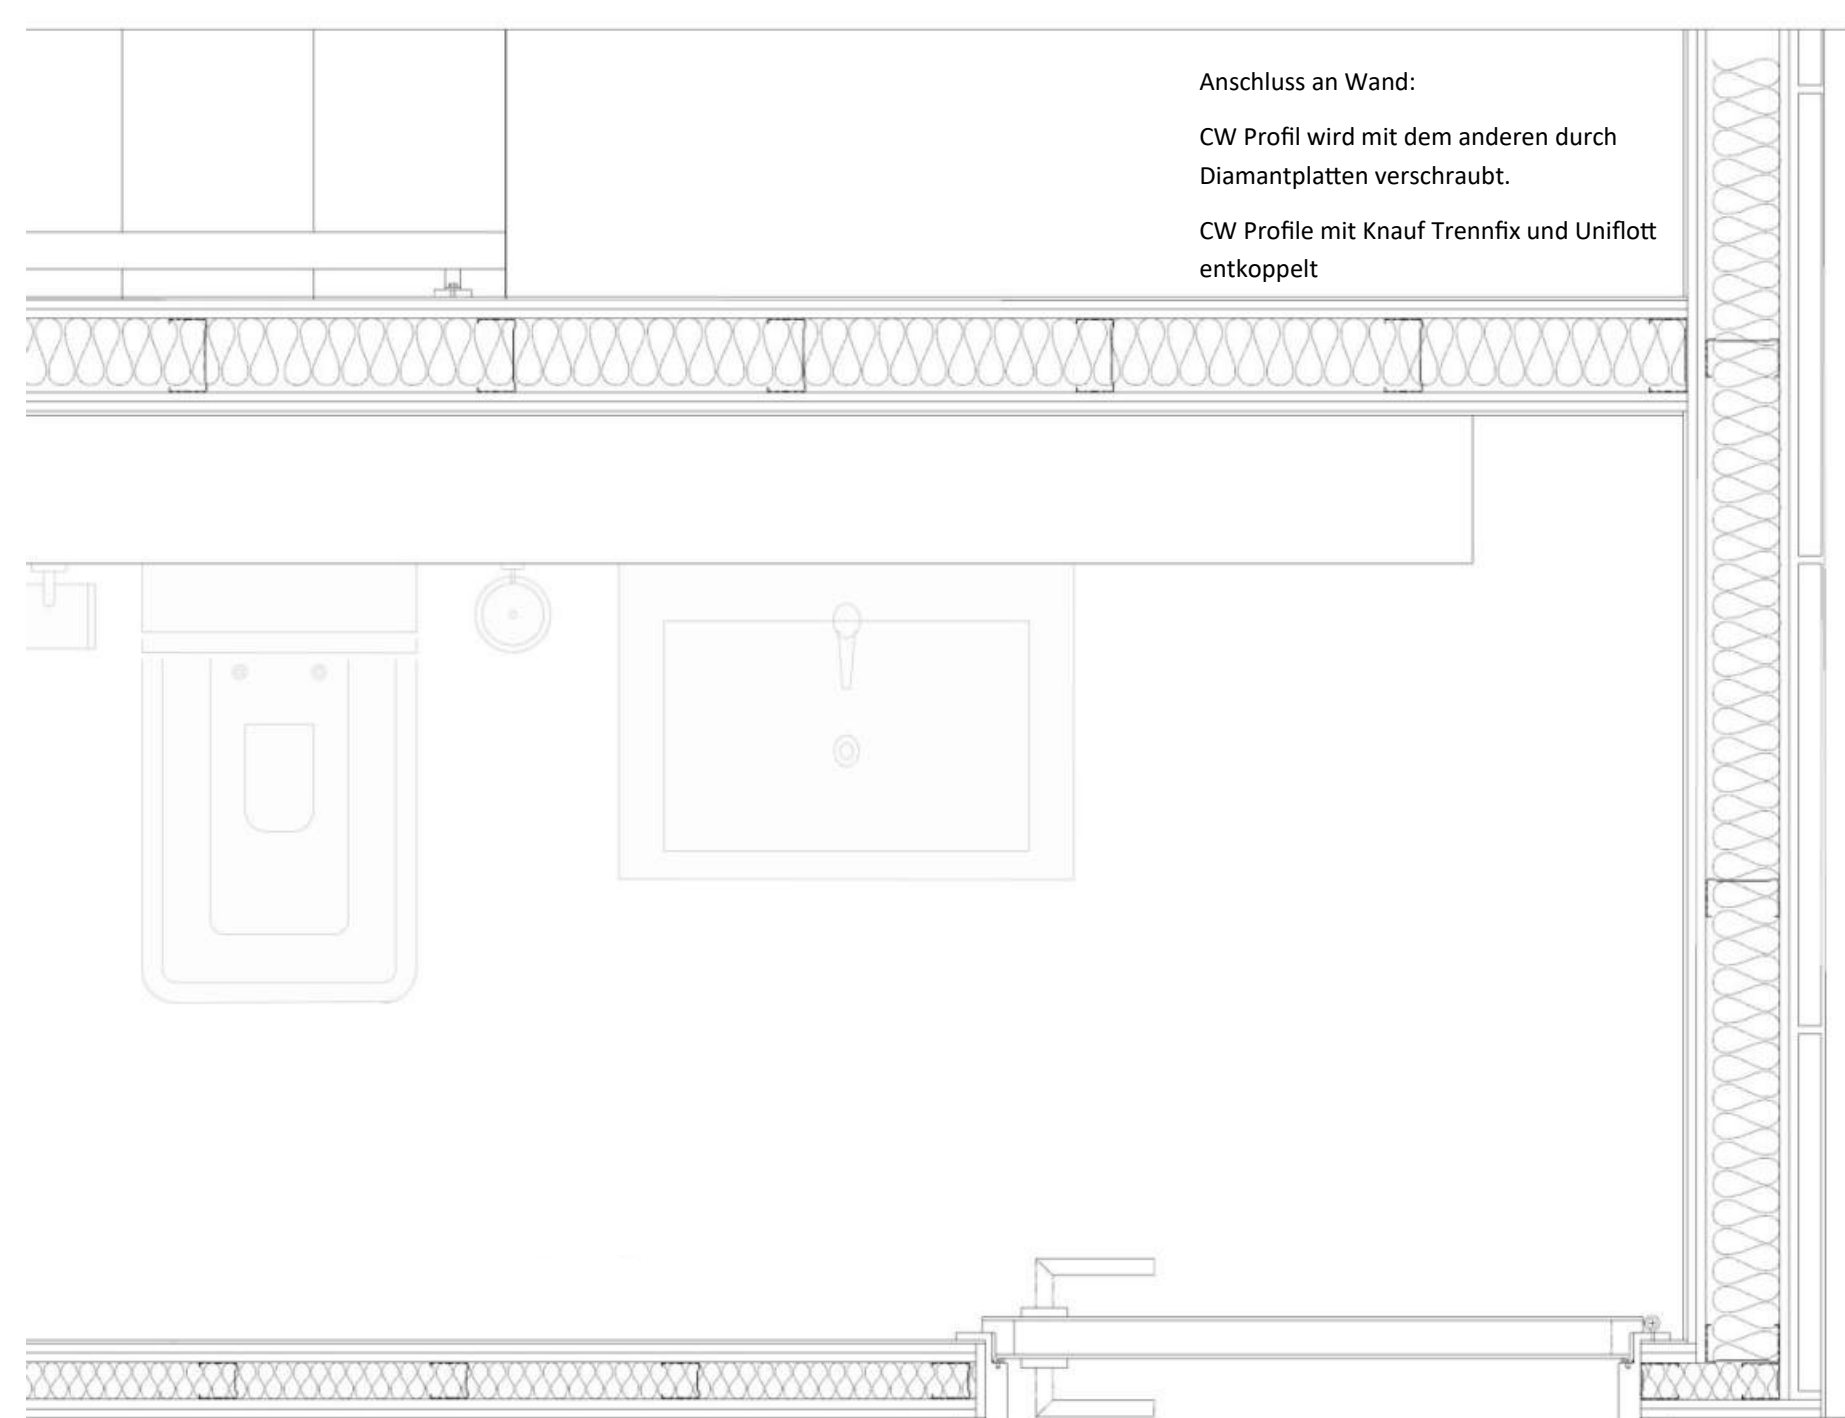 Anschluss an Wand:
CW Profil wird mit dem anderen durch
Diamantplatten verschraubt.
CW Profile mit Knauf Trennfix und Uniflott
entkoppelt